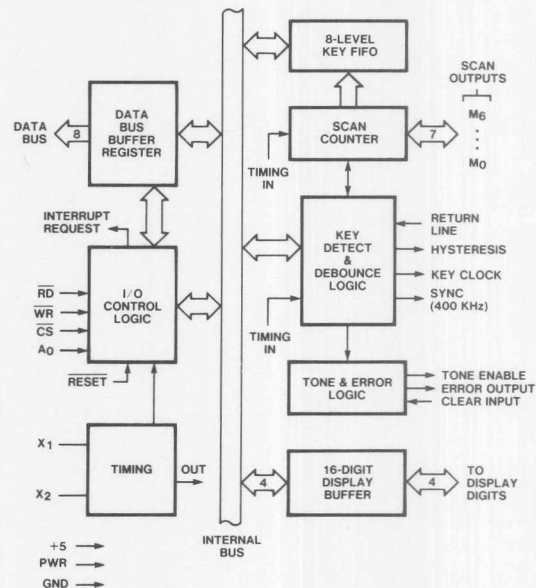 8-LEVEL
KEY FIFO
SCAN
OUTPUTS
DATA
BUS
8
DATA
BUS
BUFFER
REGISTER
SCAN
COUNTER
7
M6
M0
TIMING
IN
INTERRUPT
REQUEST
I/O
CONTROL
LOGIC
RD
WR
CS
A0
RESET
KEY
DETECT
&
DEBOUNCE
LOGIC
RETURN
LINE
HYSTERESIS
KEY CLOCK
SYNC
(400 KHz)
TIMING
IN
TONE & ERROR
LOGIC
TONE ENABLE
ERROR OUTPUT
CLEAR INPUT
X1
X2
TIMING
OUT
4
16-DIGIT
DISPLAY
BUFFER
4
TO
DISPLAY
DIGITS
INTERNAL
BUS
+5
PWR
GND